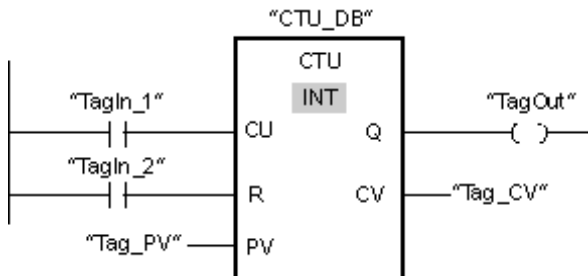 "CTU_DB"
CTU
INT
"TagIn_1"
"TagOut"
CU
Q
"TagIn_2"
R
CV
"Tag_CV"
"Tag_PV"
PV